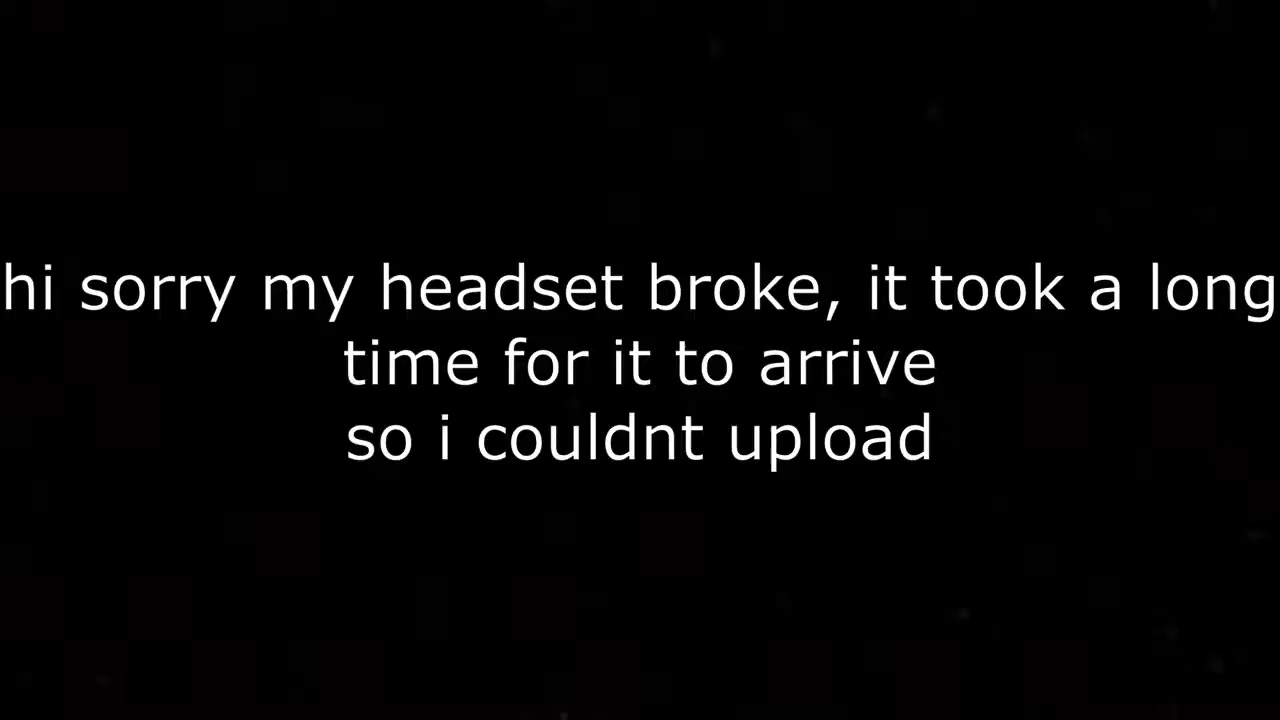 hi sorry my headset broke, it took a long
time for it to arrive
so i couldnt upload